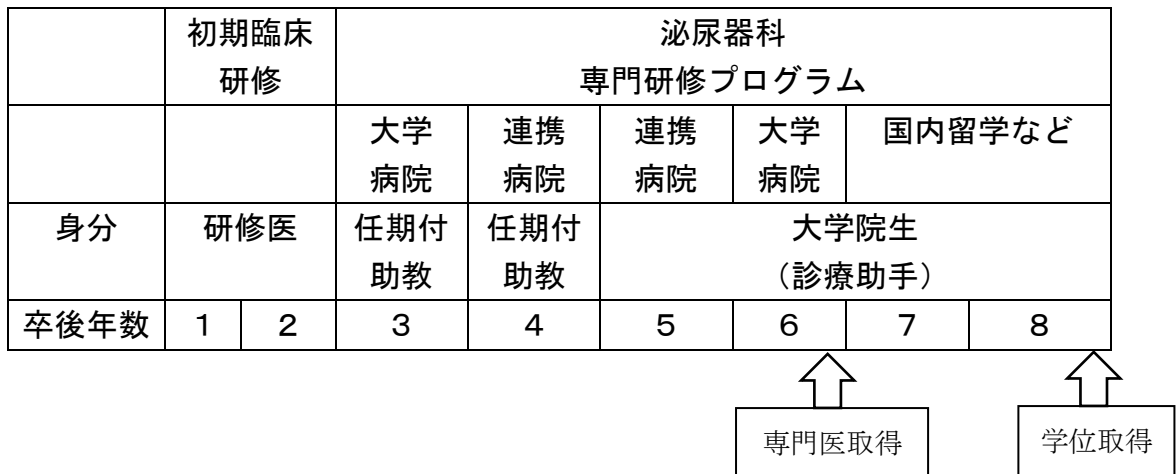 初期臨床 泌尿器科
研修 専門研修プログラム
大学 連携 連携 大学 国内留学など
病院 病院 病院 病院
身分 研修医 任期付 任期付 大学院生
助教 助教 (診療助手)
卒後年数 1 2 3 4 5 6 7 8
専門医取得 学位取得